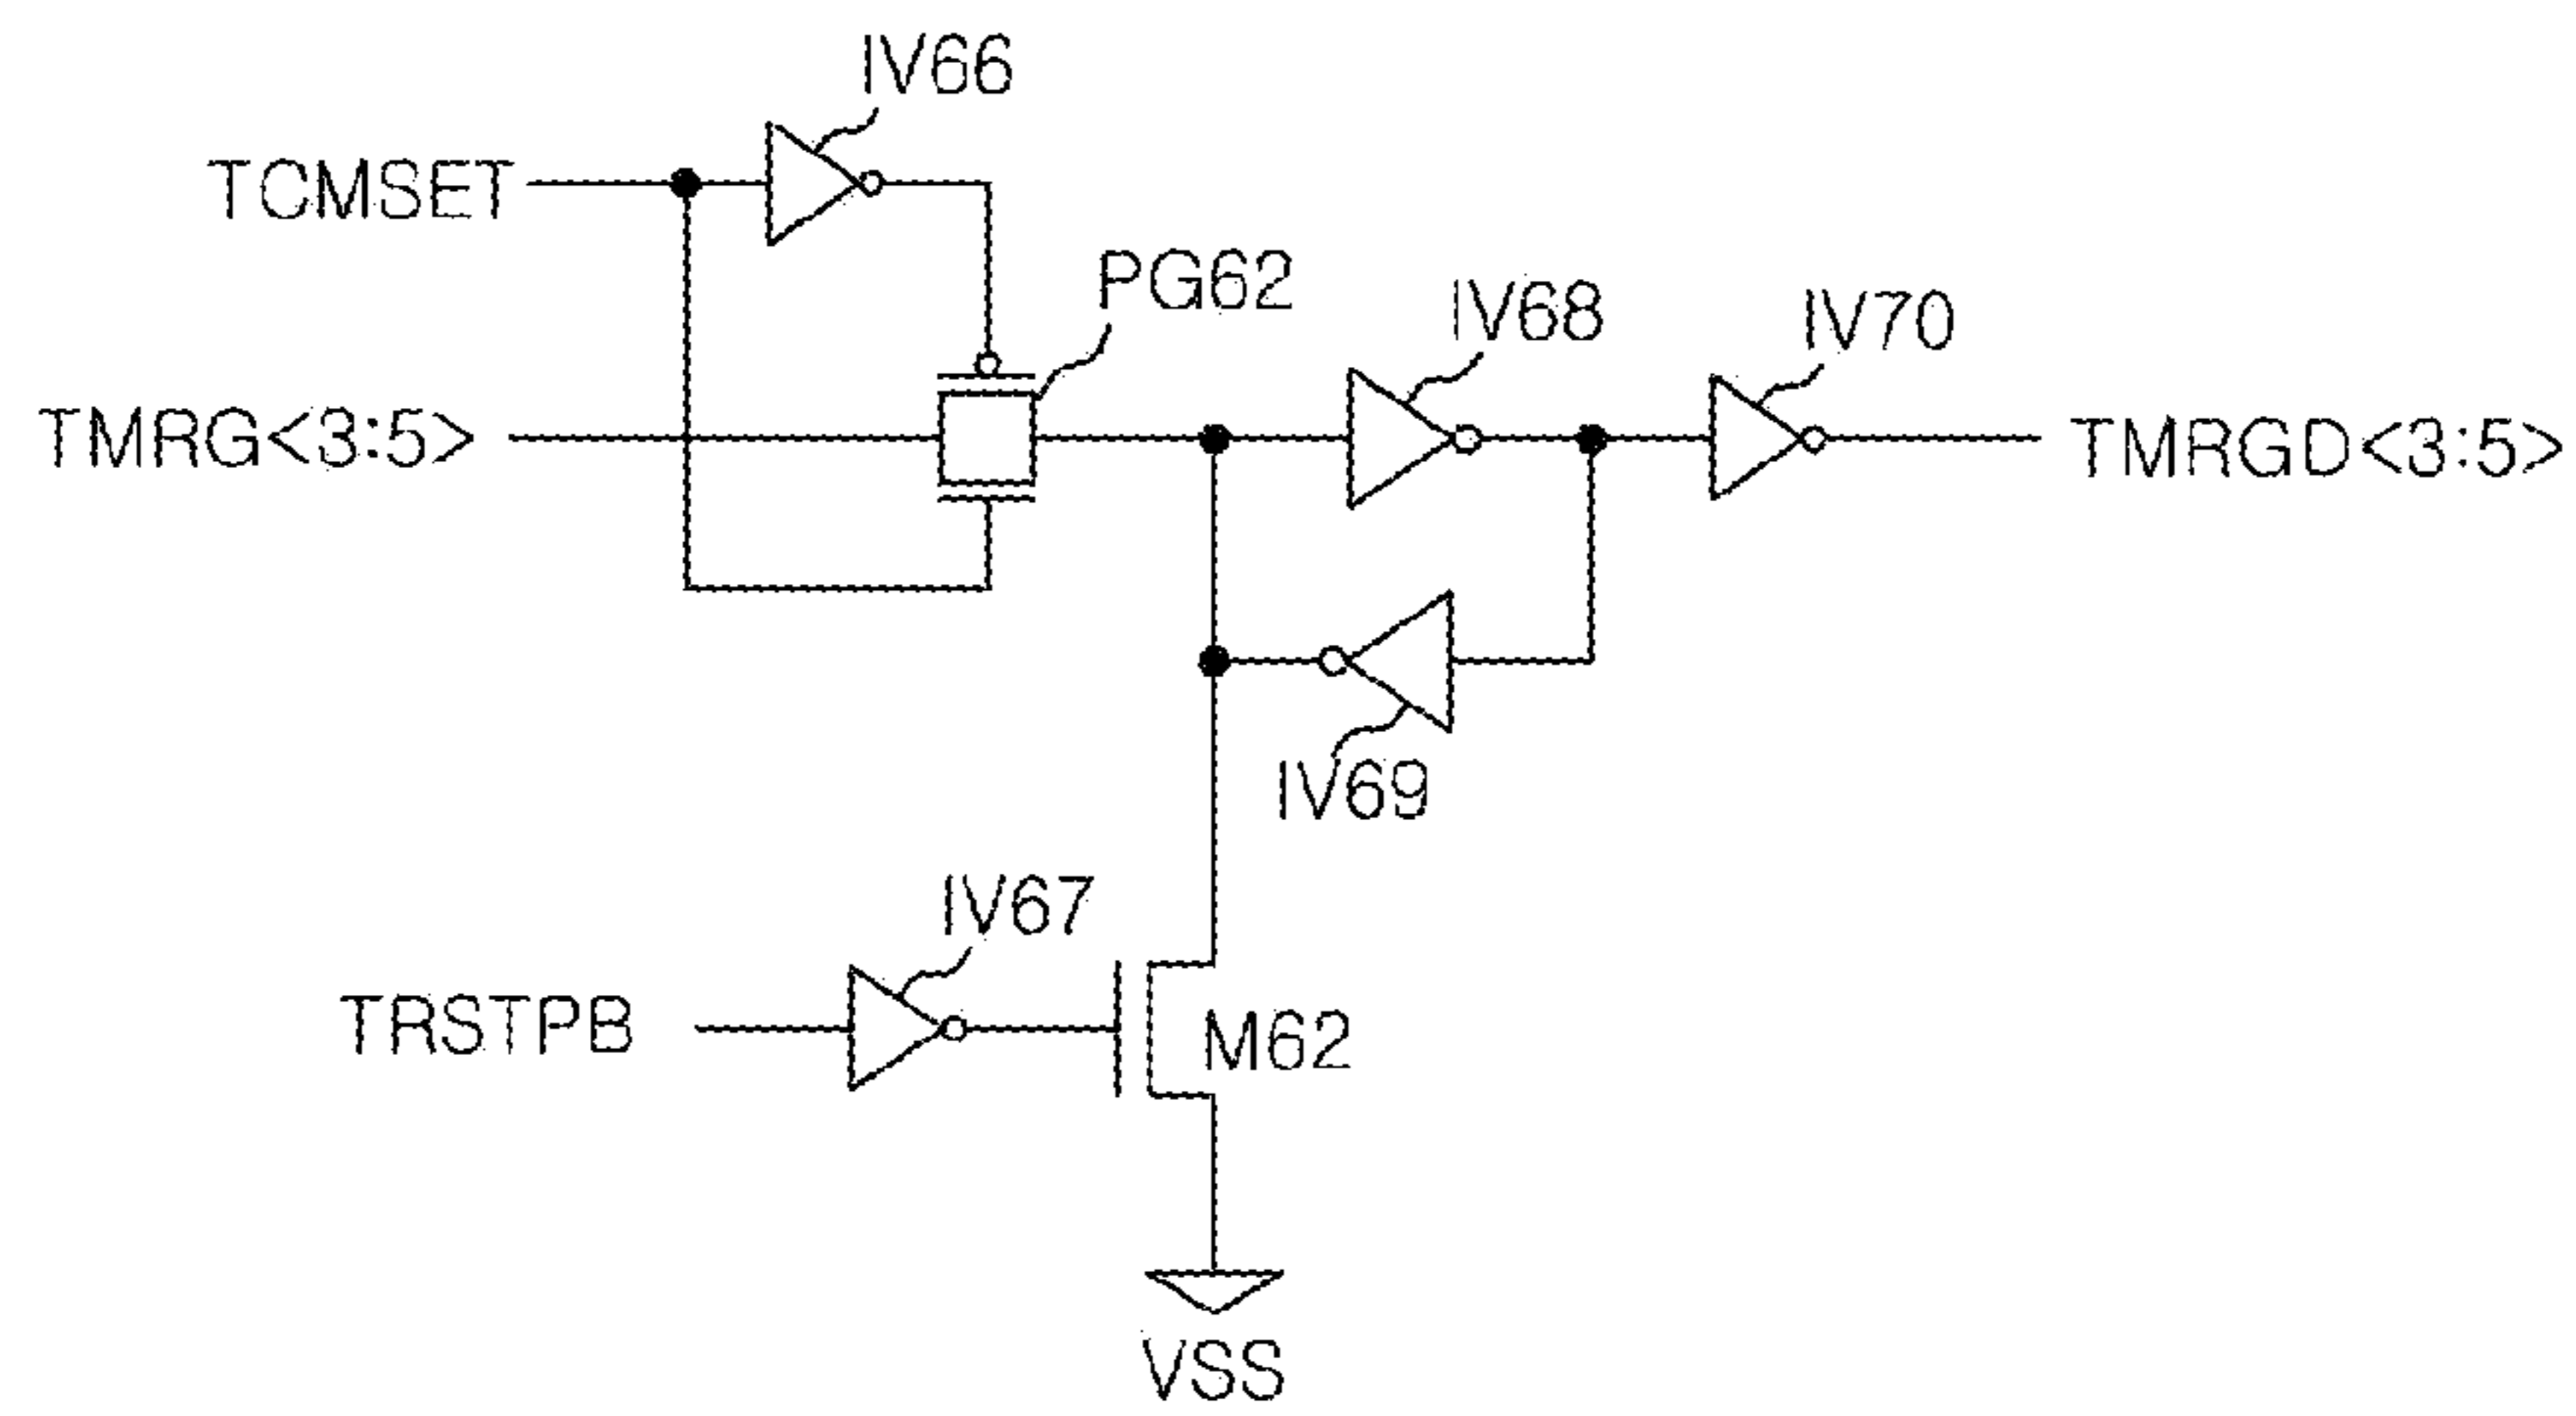 IV66
TCMSET
PG62
IV68
IV70
TMRG<3:5>
TMRGD<3:5>
IV69
IV67
TRSTPB
M62
VSS